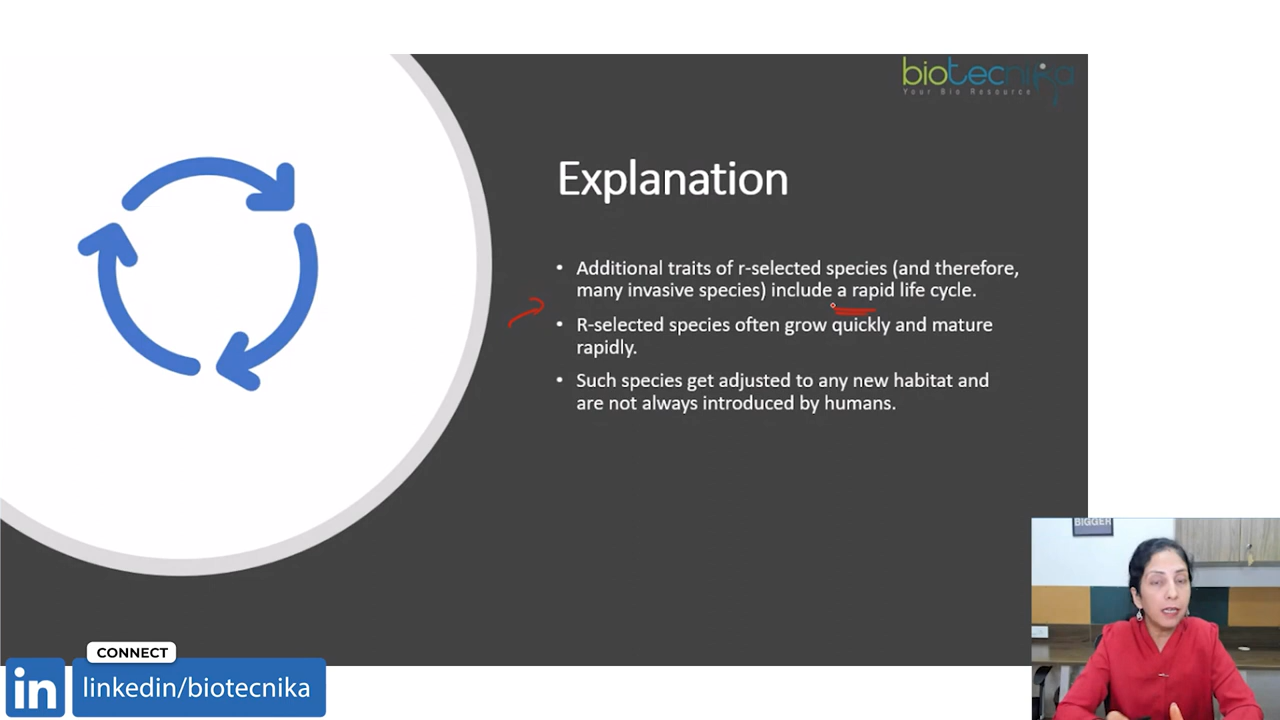 biotecnika
Your Bio Resource
Explanation
• Additional traits of r-selected species (and therefore,
many invasive species) include a rapid life cycle.
• R-selected species often grow quickly and mature
rapidly.
• Such species get adjusted to any new habitat and
are not always introduced by humans.
BIGGER
CONNECT
in linkedin/biotecnika